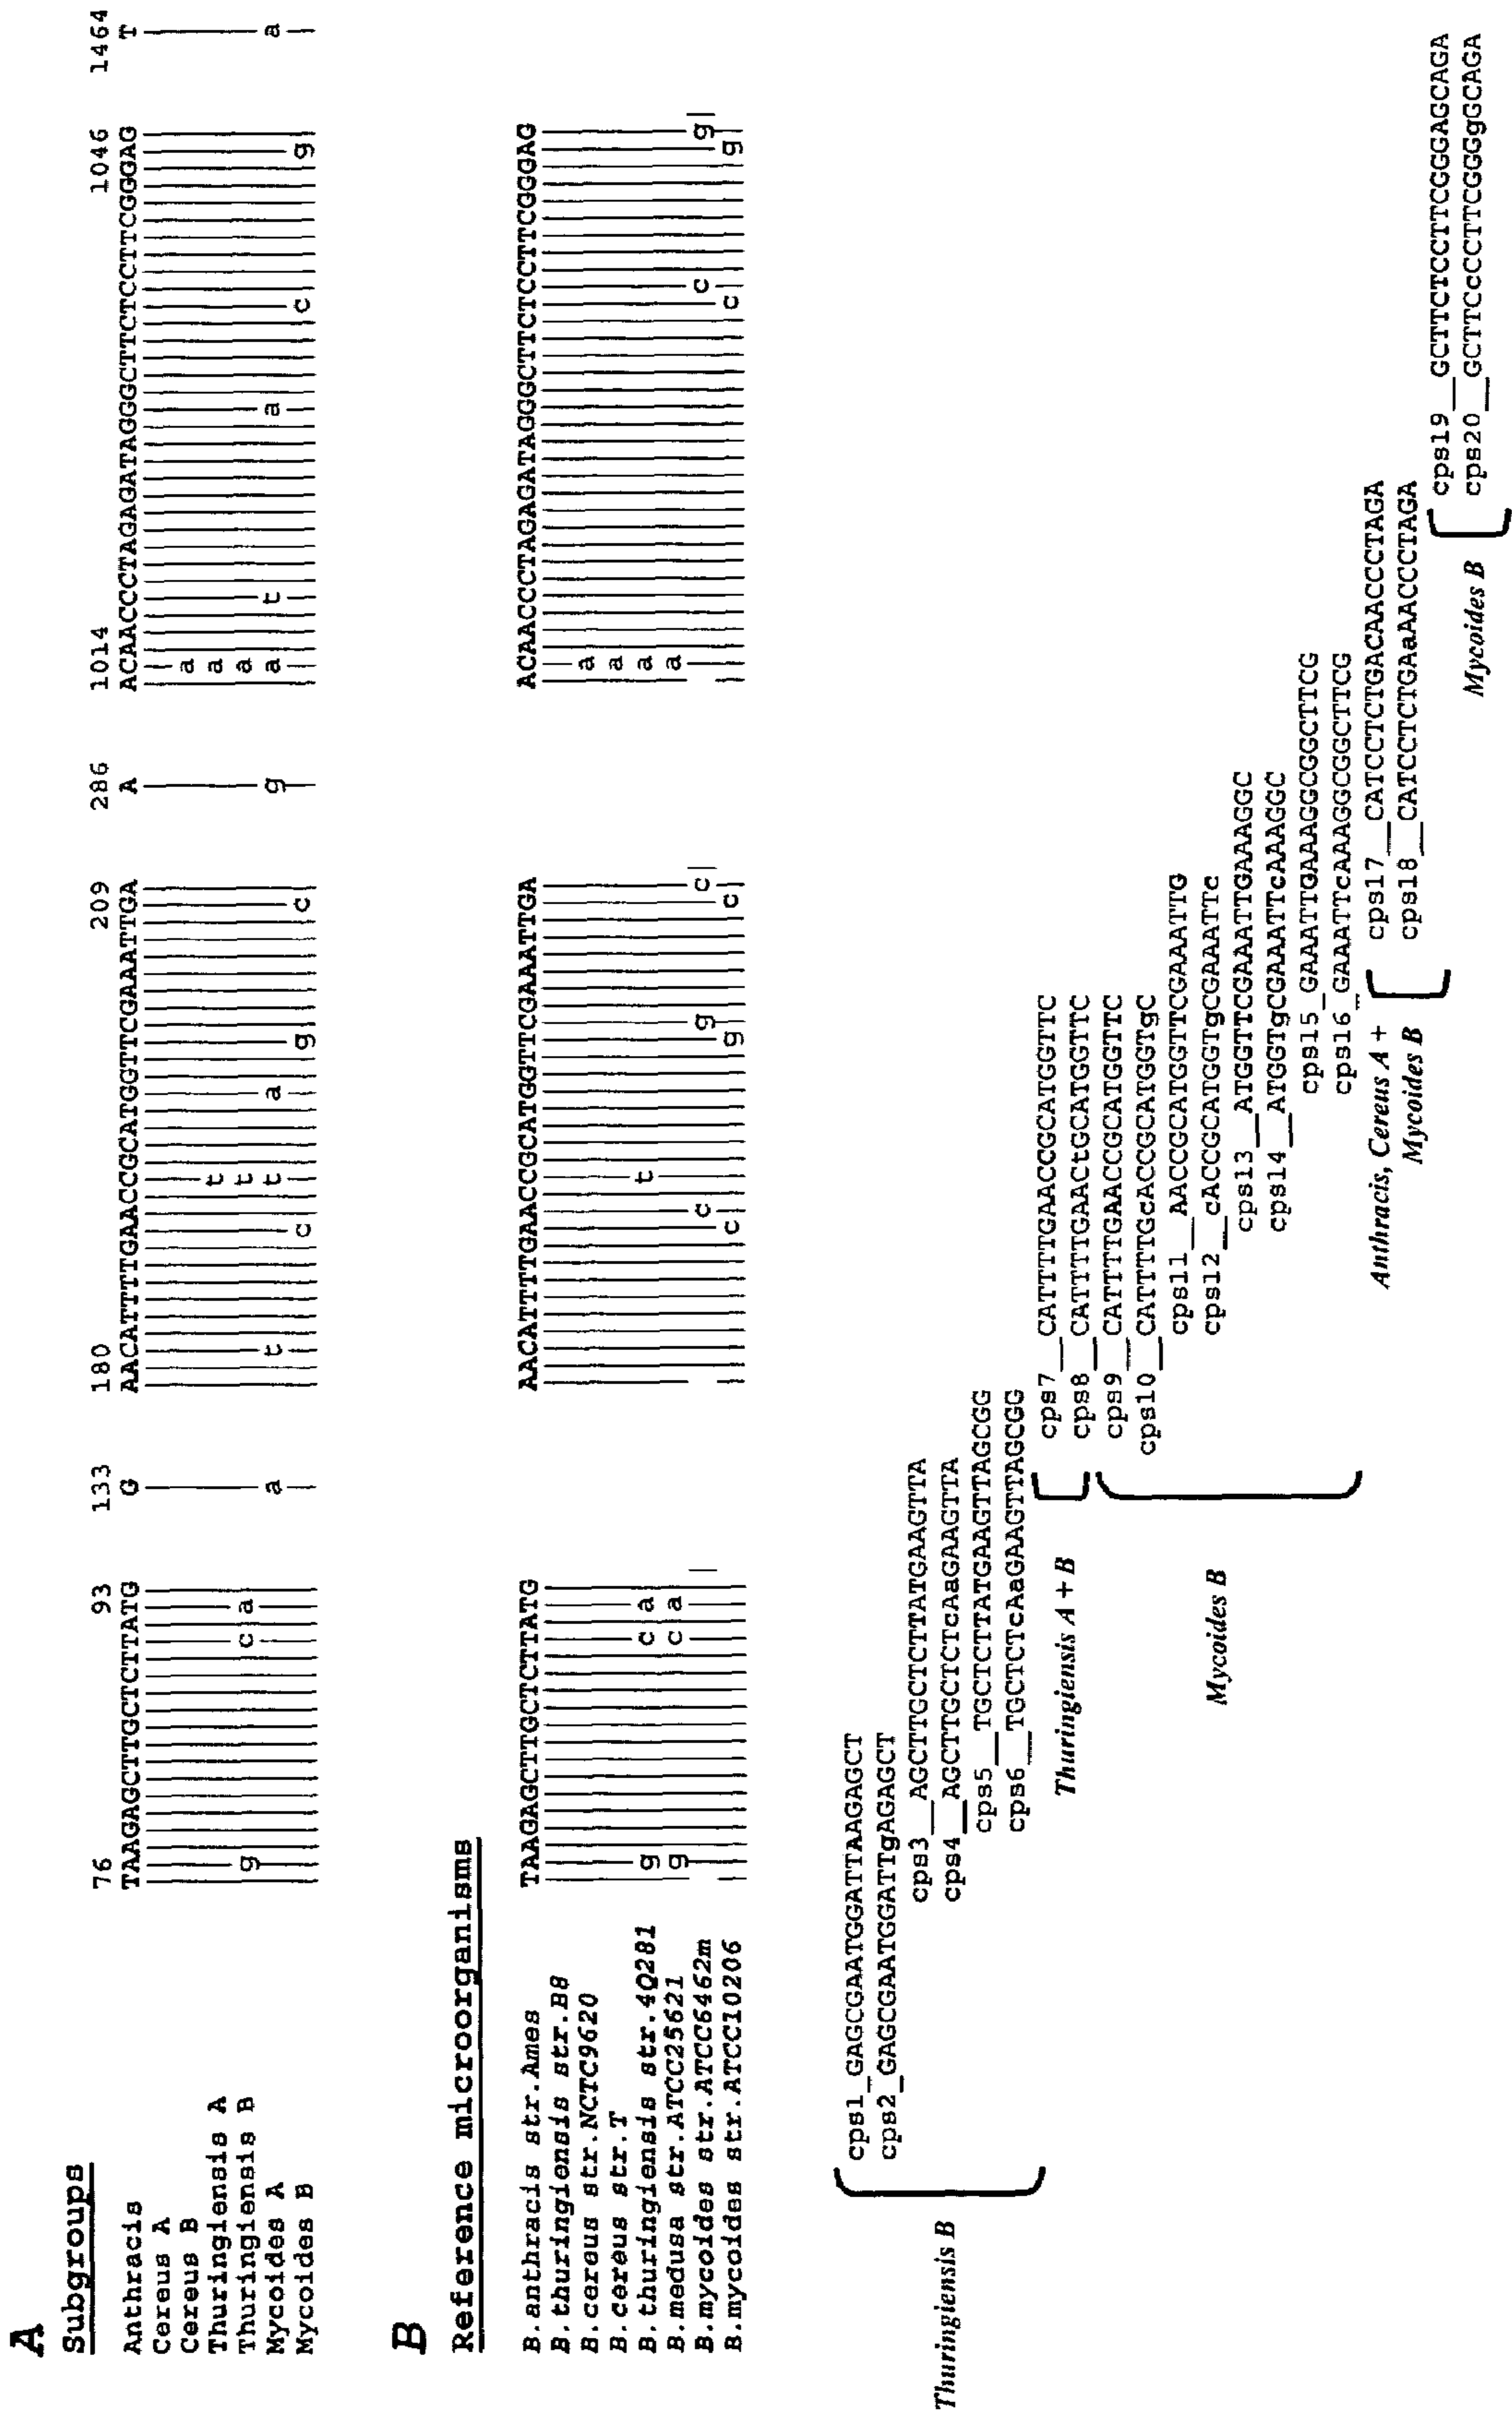 A
Subgroups
76 93 133 180 209 286 1014 1046 1464
Anthracis TAAGAGCTTGCTCTTATG G AACATTTTGAACCGCATGGTTCGAAATTGA A ACAACCCTAGAGATAGGGCTTCTCCTTCGGGAG T
Cereus A
Cereus B a
Thuringiensis A t a
Thuringiensis B g c a t a
Mycoides A a t t a g a t a a
Mycoides B c g c c g
B
Reference microorganisms
B.anthracis str.Ames TAAGAGCTTGCTCTTATG AACATTTTGAACCGCATGGTTCGAAATTGA ACAACCCTAGAGATAGGGCTTCTCCTTCGGGAG
B.thuringiensis str.B8
B.cereus str.NCTC9620 a
B.cereus str.T a
B.thuringiensis str.4Q281 g c a t a
B.medusa str.ATCC25621 g c a a
B.mycoides str.ATCC6462m c g c c g
B.mycoides str.ATCC10206 c g c c g
Thuringiensis B
cps1_GAGCGAATGGATTAAGAGCT
cps2_GAGCGAATGGATTgAGAGCT
cps3__AGCTTGCTCTTATGAAGTTA
cps4__AGCTTGCTCTcAaGAAGTTA
cps5__TGCTCTTATGAAGTTAGCGG
cps6__TGCTCTcAaGAAGTTAGCGG
Thuringiensis A + B
cps7__CATTTTGAACCGCATGGTTC
cps8__CATTTTGAACtGCATGGTTC
Mycoides B
cps9__CATTTTGAACCGCATGGTTC
cps10__CATTTTGcACCGCATGGTgC
cps11__AACCGCATGGTTCGAAATTG
cps12__cACCGCATGGTgCGAAATTc
cps13__ATGGTTCGAAATTGAAAGGC
cps14__ATGGTgCGAAATTcAAAGGC
cps15_GAAATTGAAAGGCGGCTTCG
cps16_GAAATTcAAAGGCGGCTTCG
Anthracis, Cereus A +
Mycoides B
cps17__CATCCTCTGACAACCCTAGA
cps18__CATCCTCTGAaAACCCTAGA
Mycoides B
cps19__GCTTCTCCTTCGGGAGCAGA
cps20__GCTTCcCCTTCGGGgGCAGA